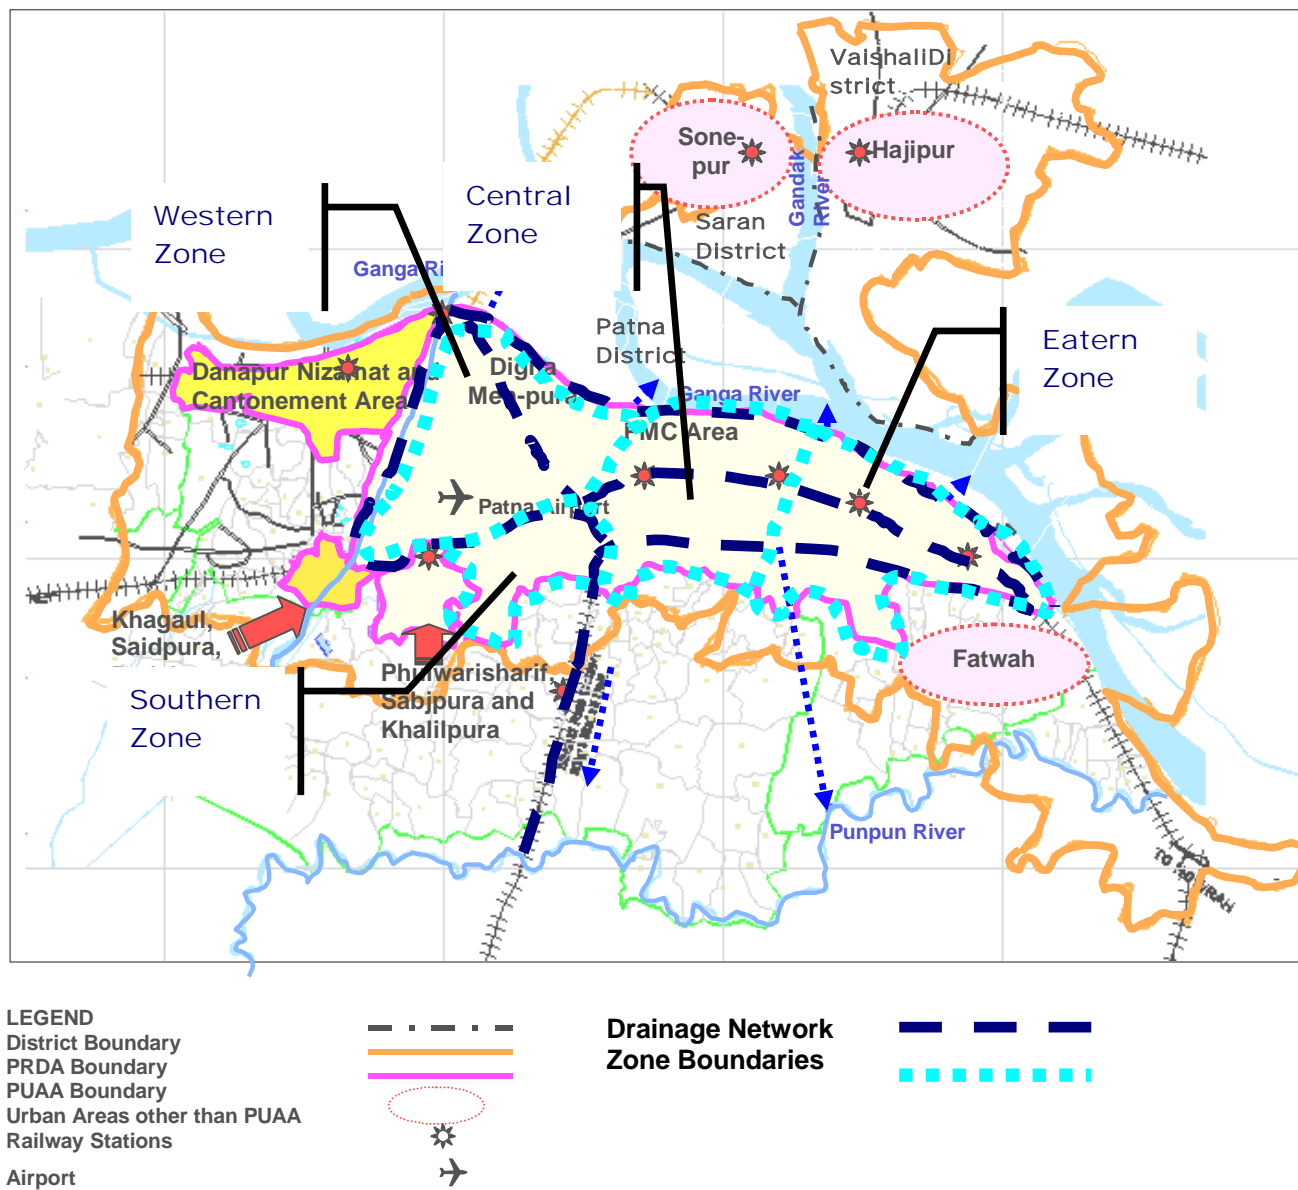 VaishaliDi
strict
Sone-
pur
Hajipur
Gandak
River
Saran
District
Central
Zone
Western
Zone
Ganga Ri
Patna
District
Eatern
Zone
Danapur Nizamat and
Cantonement Area
Digha
Ganga River
PMC Area
Patna Airport
Khagaul,
Saidpura,
Fatwah
Phulwarisharif,
Sabjpura and
Khalilpura
Southern
Zone
Punpun River
LEGEND
District Boundary
PRDA Boundary
PUAA Boundary
Urban Areas other than PUAA
Railway Stations
Airport
Drainage Network
Zone Boundaries